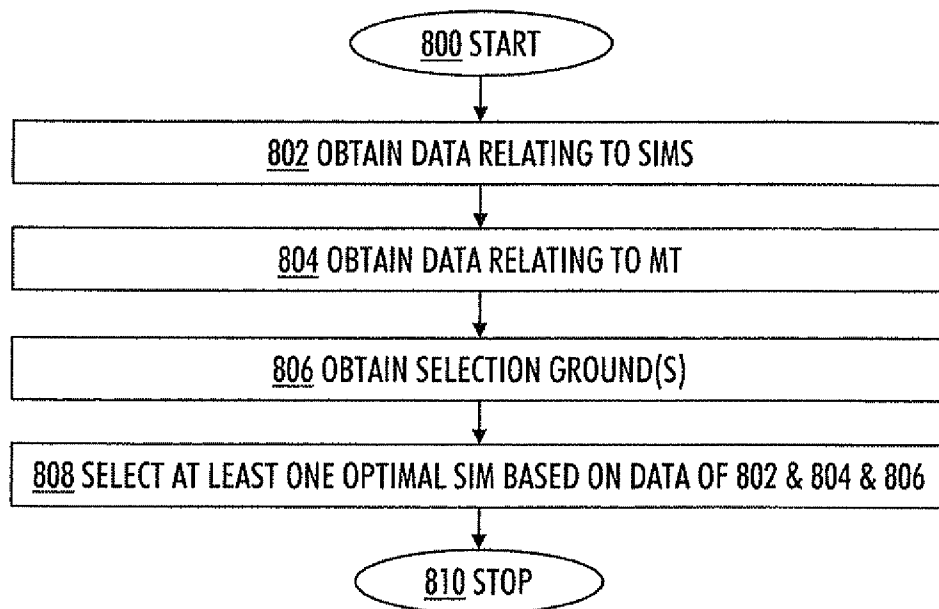 800 START
802 OBTAIN DATA RELATING TO SIMS
804 OBTAIN DATA RELATING TO MT
806 OBTAIN SELECTION GROUND(S)
808 SELECT AT LEAST ONE OPTIMAL SIM BASED ON DATA OF 802 & 804 & 806
810 STOP